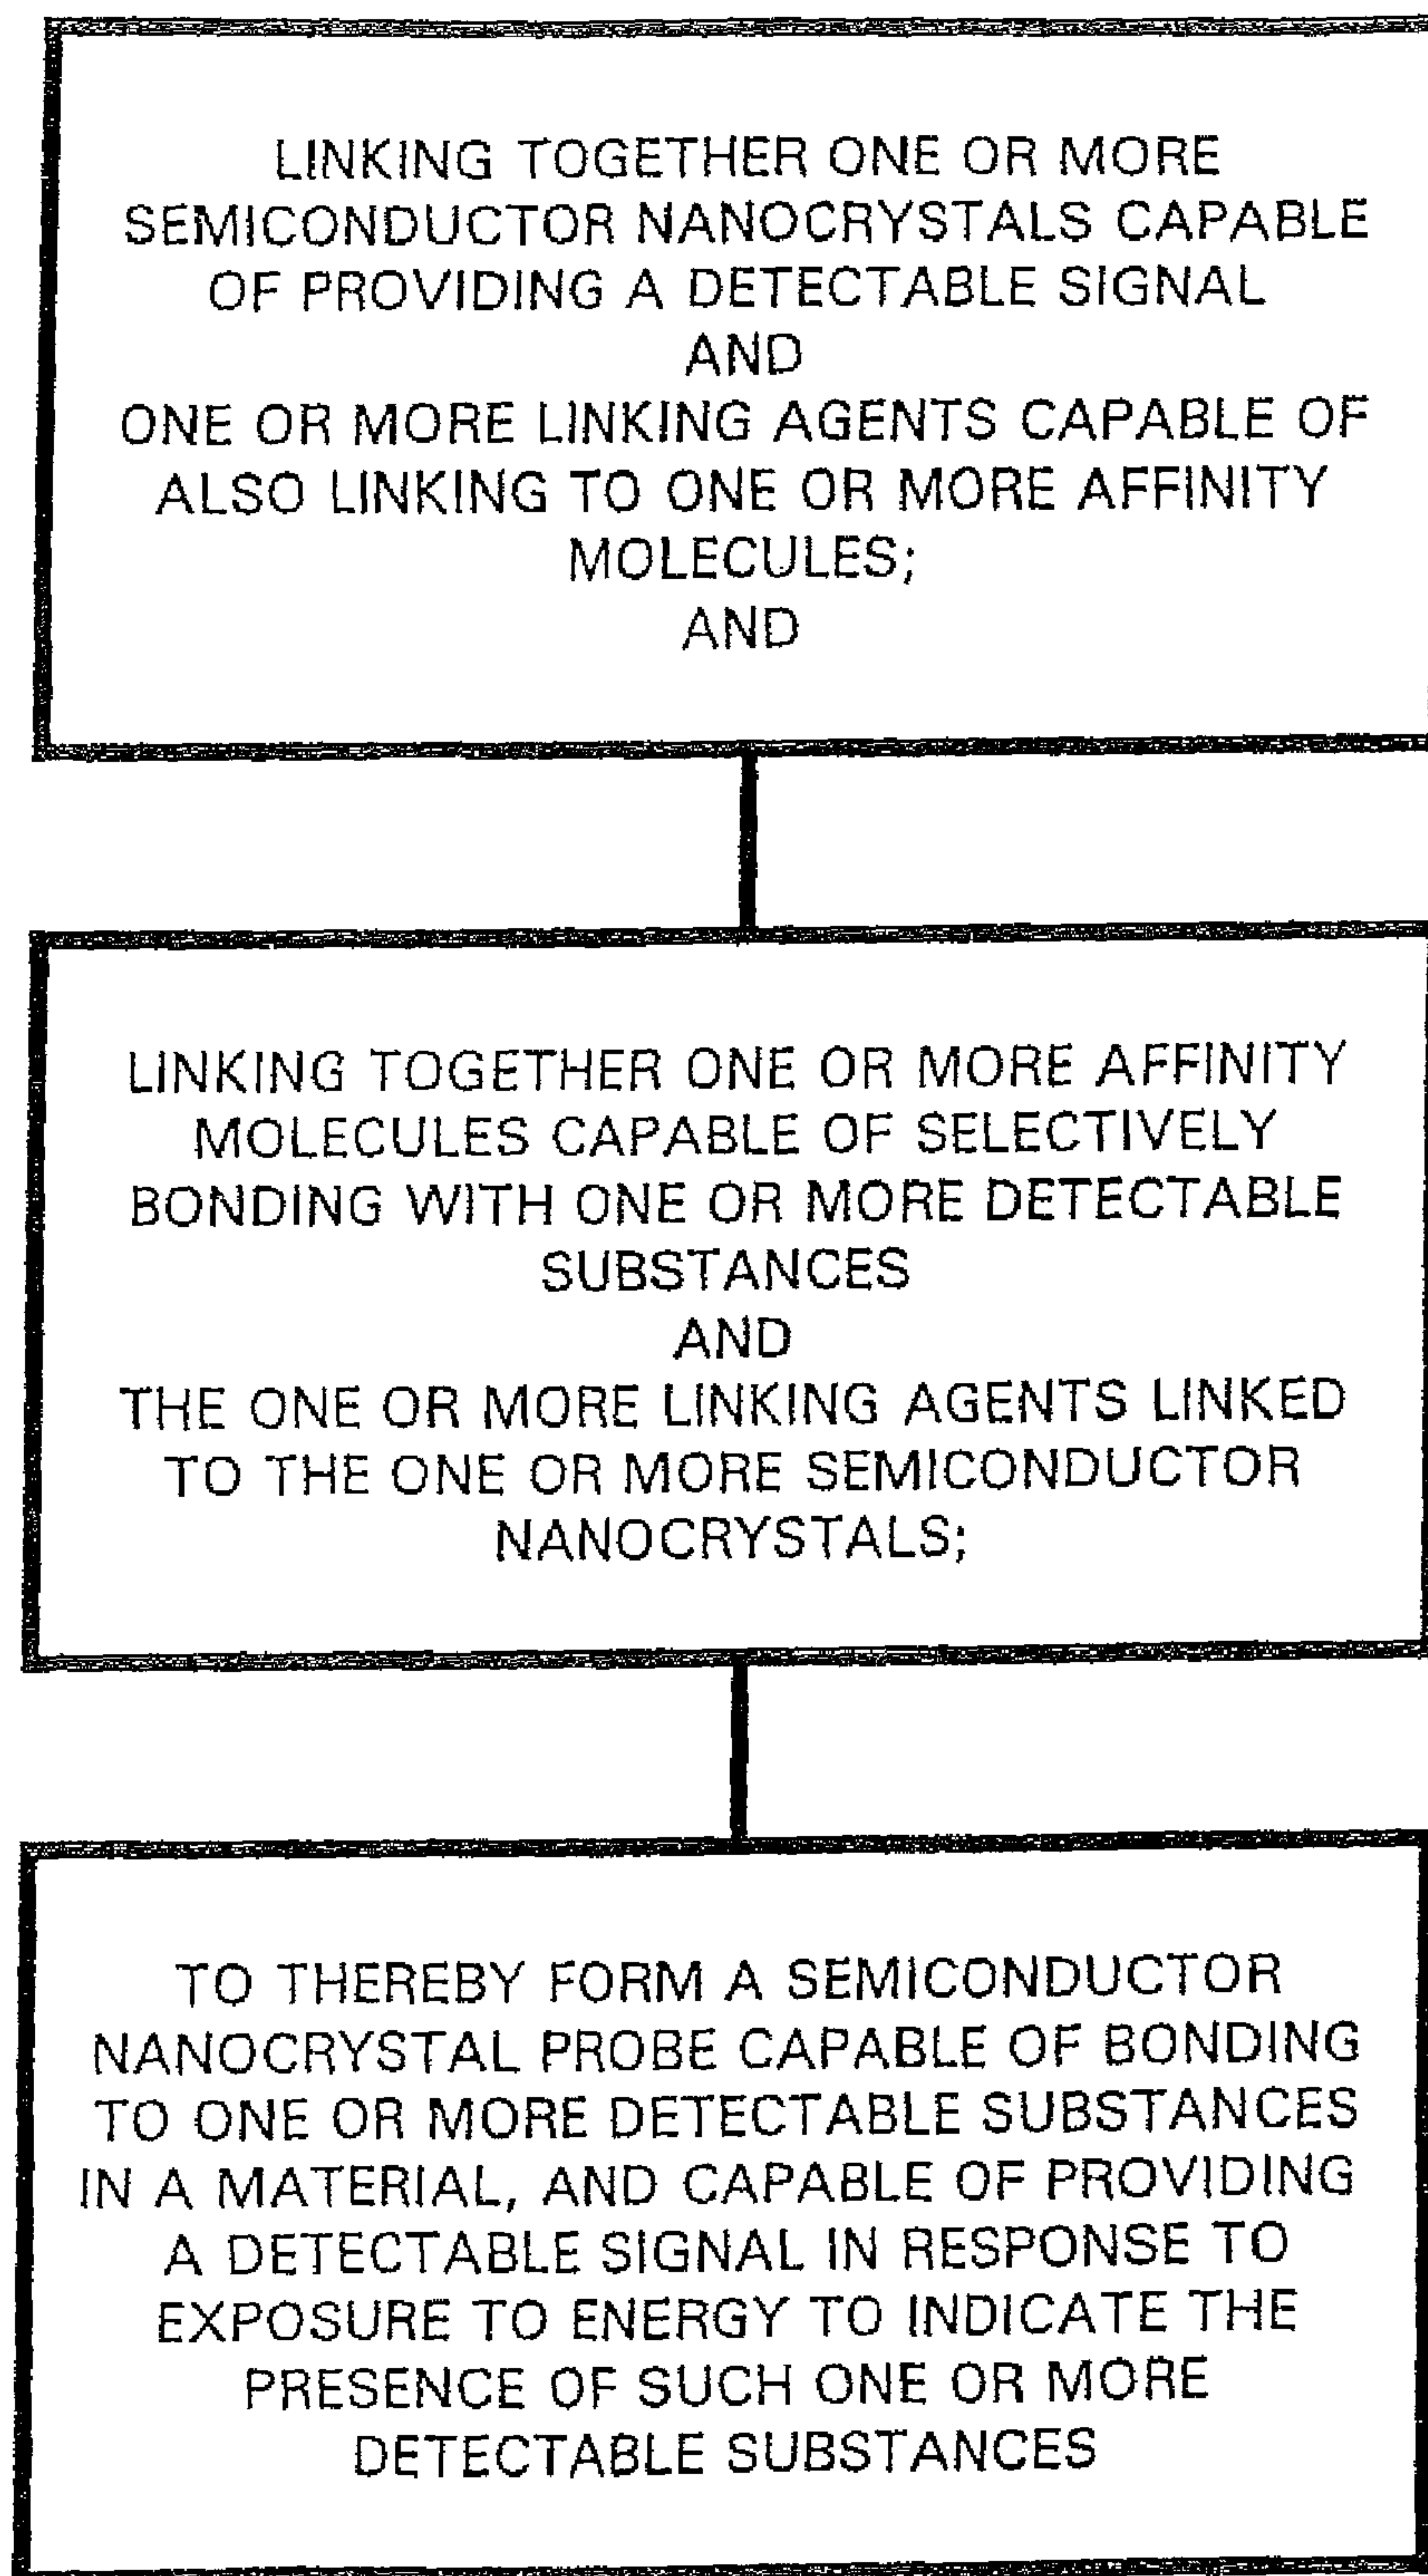 LINKING TOGETHER ONE OR MORE
SEMICONDUCTOR NANOCRYSTALS CAPABLE
OF PROVIDING A DETECTABLE SIGNAL
AND
ONE OR MORE LINKING AGENTS CAPABLE OF
ALSO LINKING TO ONE OR MORE AFFINITY
MOLECULES;
AND
LINKING TOGETHER ONE OR MORE AFFINITY
MOLECULES CAPABLE OF SELECTIVELY
BONDING WITH ONE OR MORE DETECTABLE
SUBSTANCES
AND
THE ONE OR MORE LINKING AGENTS LINKED
TO THE ONE OR MORE SEMICONDUCTOR
NANOCRYSTALS;
TO THEREBY FORM A SEMICONDUCTOR
NANOCRYSTAL PROBE CAPABLE OF BONDING
TO ONE OR MORE DETECTABLE SUBSTANCES
IN A MATERIAL, AND CAPABLE OF PROVIDING
A DETECTABLE SIGNAL IN RESPONSE TO
EXPOSURE TO ENERGY TO INDICATE THE
PRESENCE OF SUCH ONE OR MORE
DETECTABLE SUBSTANCES